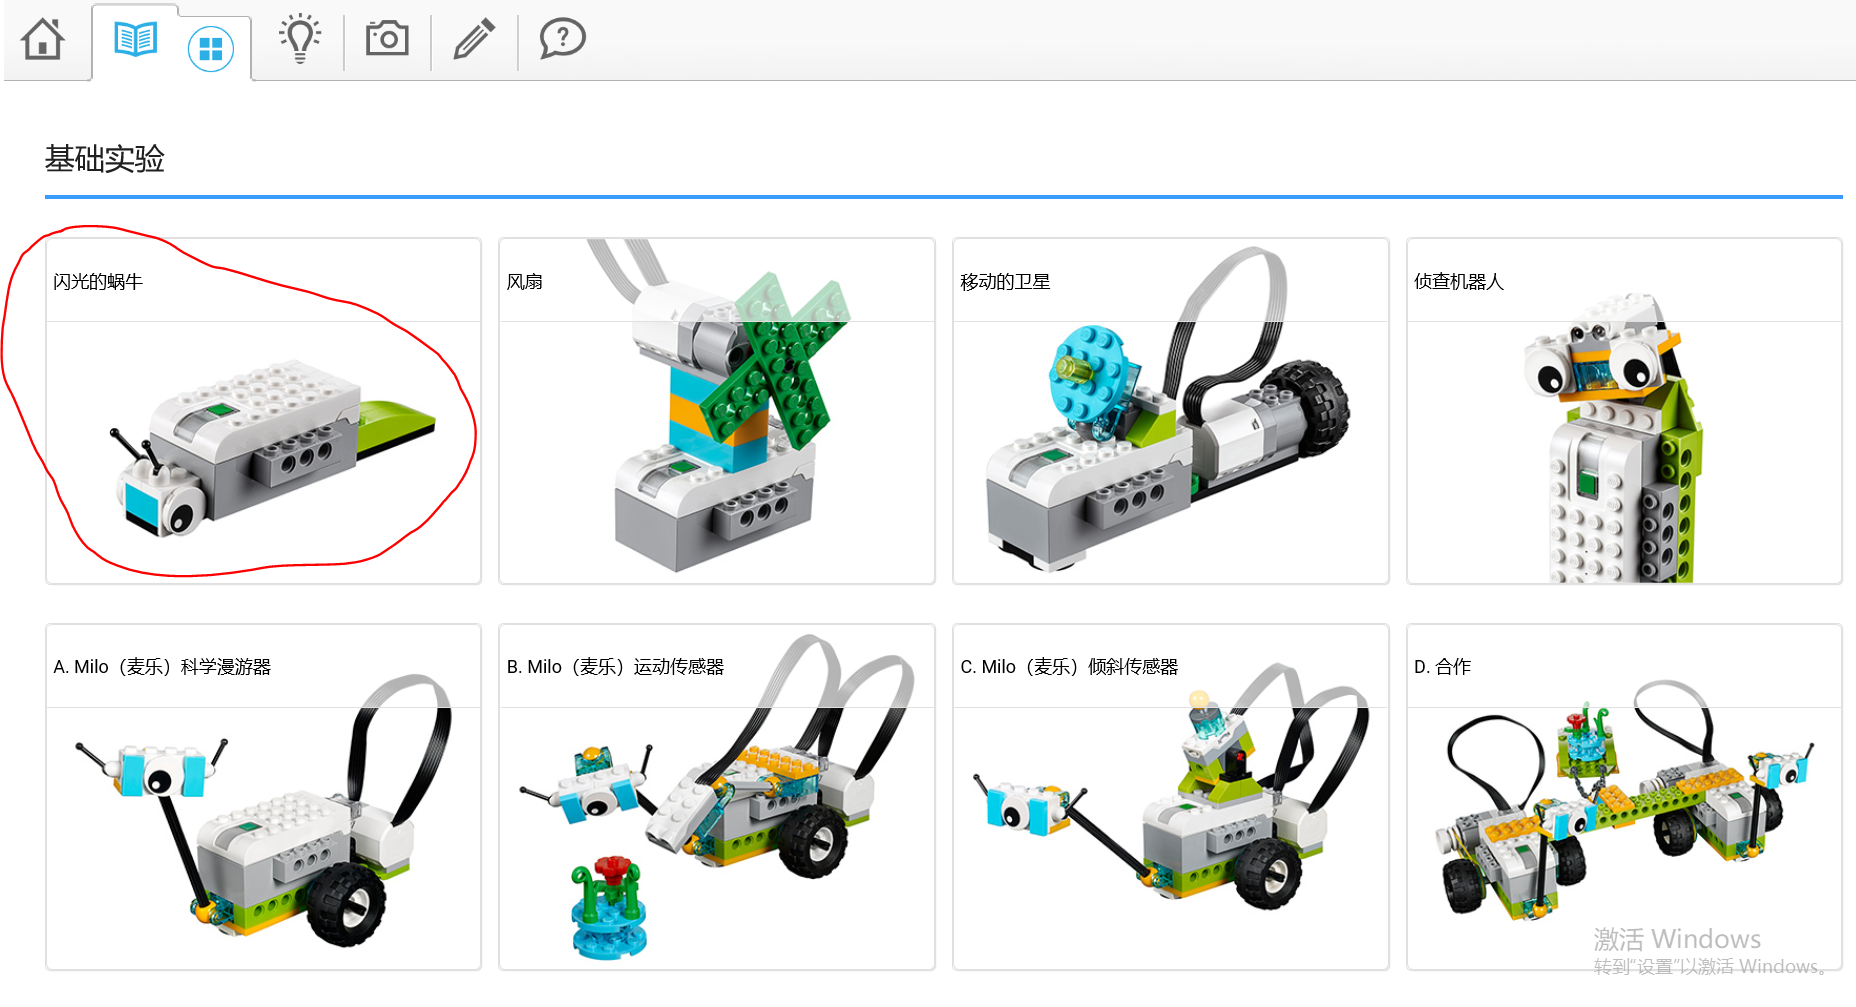 基础实验
闪光的蜗牛
风扇
移动的卫星
侦查机器人
A. Milo（麦乐）科学漫游器
B. Milo（麦乐）运动传感器
C. Milo（麦乐）倾斜传感器
D. 合作
激活 Windows
转到“设置”以激活 Windows。